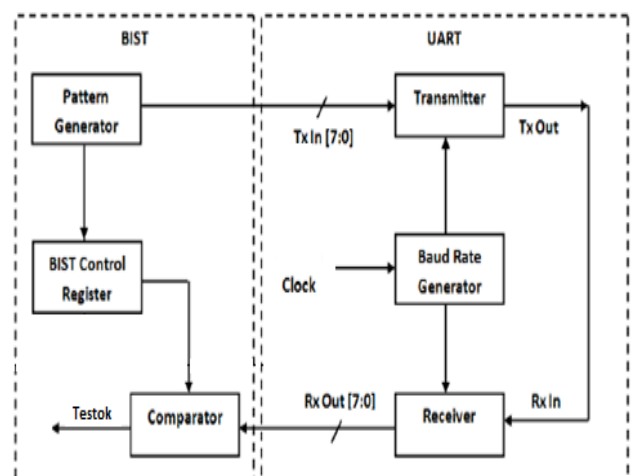 BIST
UART
Pattern
Generator
Transmitter
Tx In [7:0]
Tx Out
BIST Control
Register
Baud Rate
Generator
Clock
Testok
Comparator
Rx Out [7:0]
Receiver
Rx In